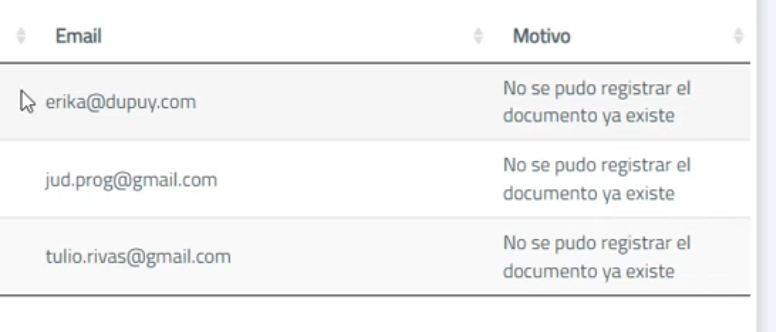 Email Motivo
erika@dupuy.com No se pudo registrar el
documento ya existe
jud.prog@gmail.com No se pudo registrar el
documento ya existe
tulio.rivas@gmail.com No se pudo registrar el
documento ya existe